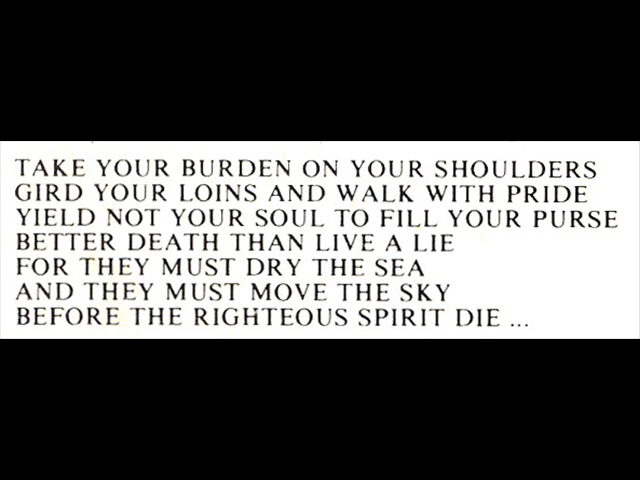 TAKE YOUR BURDEN ON YOUR SHOULDERS
GIRD YOUR LOINS AND WALK WITH PRIDE
YIELD NOT YOUR SOUL TO FILL YOUR PURSE
BETTER DEATH THAN LIVE A LIE
FOR THEY MUST DRY THE SEA
AND THEY MUST MOVE THE SKY
BEFORE THE RIGHTEOUS SPIRIT DIE ...